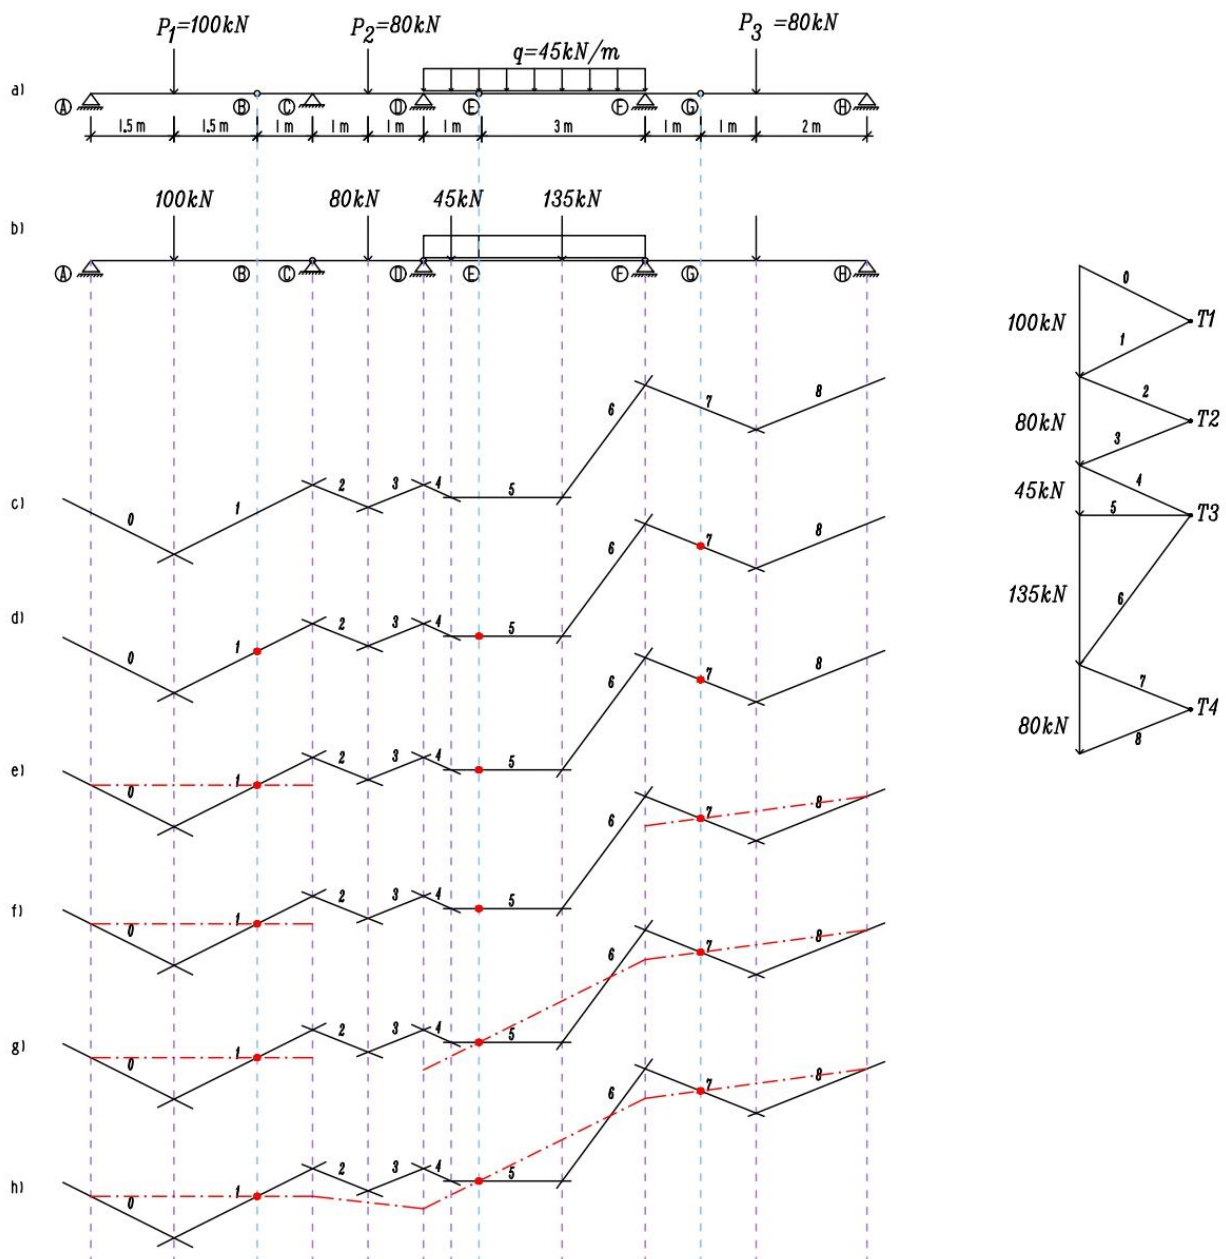 P1=100kN P2=80kN P3=80kN
q=45kN/m
a)
A B C D E F G H
1.5 m 1.5 m 1 m 1 m 1 m 1 m 3 m 1 m 1 m 2 m
100kN 80kN 45kN 135kN
b)
A B C D E F G H
0
100kN T1
1
2
80kN T2
3
4
45kN 5 T3
135kN
6
7
80kN T4
8
c) 0 1 2 3 4 5 6 7 8
d) 0 1 2 3 4 5 6 7 8
e) 0 1 2 3 4 5 6 7 8
f) 0 1 2 3 4 5 6 7 8
g) 0 1 2 3 4 5 6 7 8
h) 0 1 2 3 4 5 6 7 8